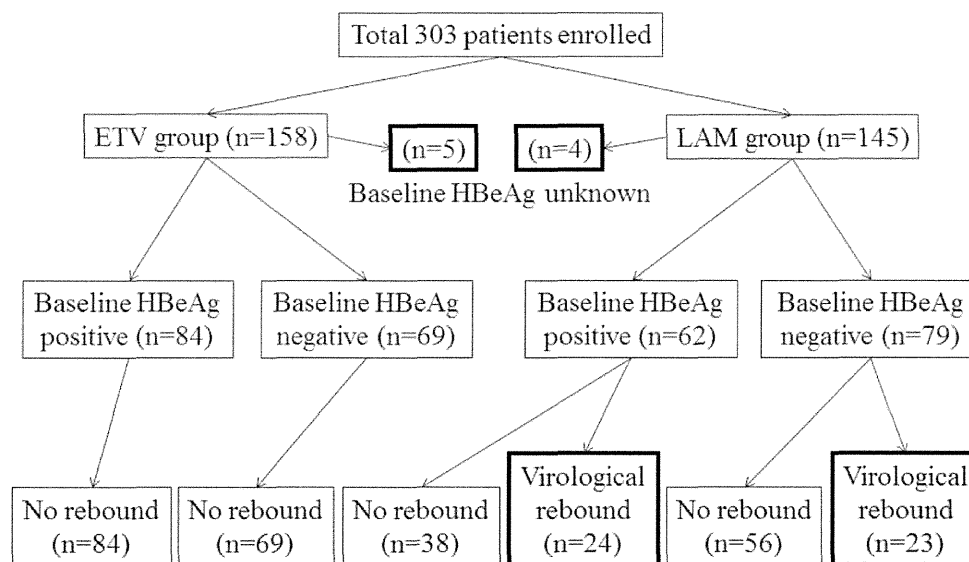 Total 303 patients enrolled
ETV group (n=158)
(n=5)
(n=4)
LAM group (n=145)
Baseline HBeAg unknown
Baseline HBeAg
positive (n=84)
Baseline HBeAg
negative (n=69)
Baseline HBeAg
positive (n=62)
Baseline HBeAg
negative (n=79)
No rebound
(n=84)
No rebound
(n=69)
No rebound
(n=38)
Virological
rebound
(n=24)
No rebound
(n=56)
Virological
rebound
(n=23)